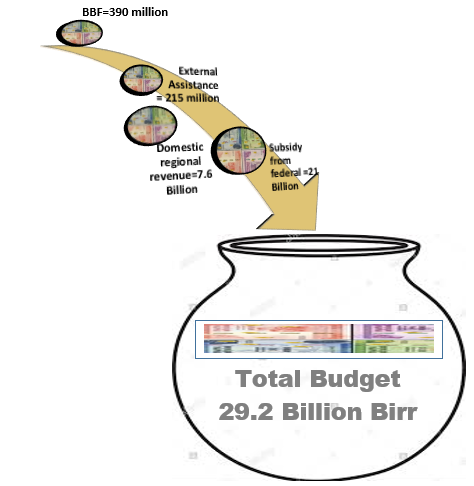 BBF=390 million
External
Assistance
= 215 million
Domestic
regional
revenue=7.6
Billion
Subsidy
from
federal =21
Billion
Total Budget
29.2 Billion Birr